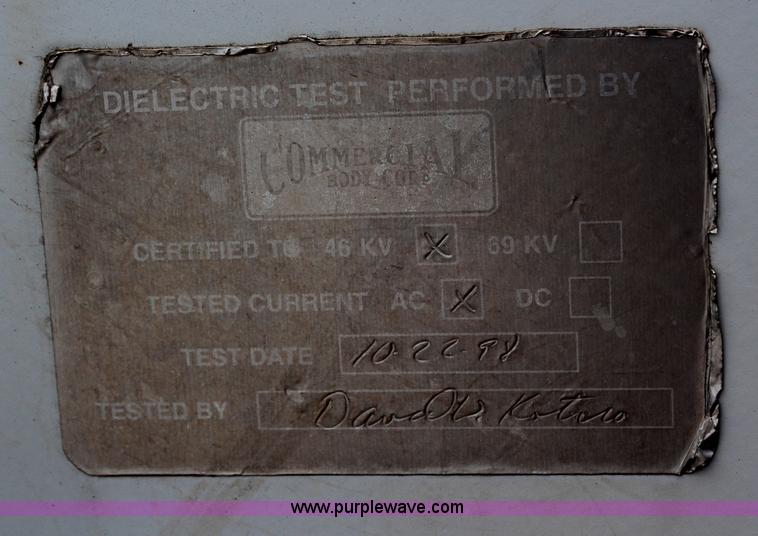 DIELECTRIC TEST PERFORMED BY
COMMERCIAL
BODY CORP
CERTIFIED TO 46 KV X 69 KV
TESTED CURRENT AC X DC
TEST DATE 10-22-98
TESTED BY David W.
www.purplewave.com